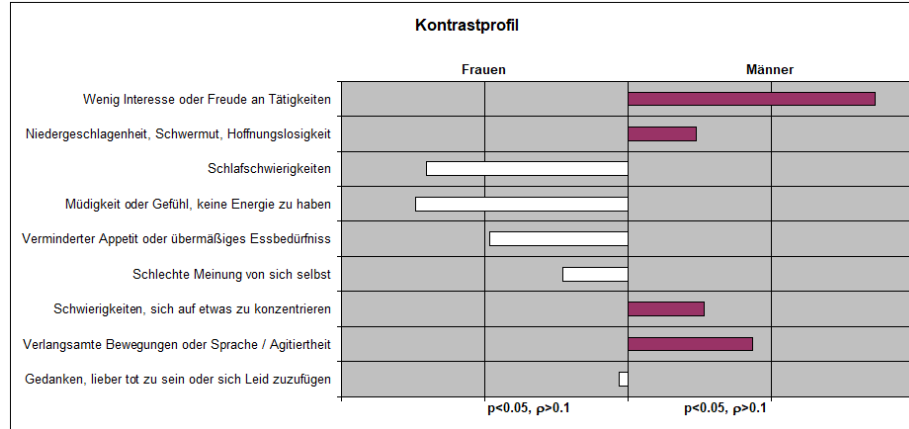 Kontrastprofil
Frauen Männer
Wenig Interesse oder Freude an Tätigkeiten
Niedergeschlagenheit, Schwermut, Hoffnungslosigkeit
Schlafschwierigkeiten
Müdigkeit oder Gefühl, keine Energie zu haben
Verminderter Appetit oder übermäßiges Essbedürfniss
Schlechte Meinung von sich selbst
Schwierigkeiten, sich auf etwas zu konzentrieren
Verlangsamte Bewegungen oder Sprache / Agitiertheit
Gedanken, lieber tot zu sein oder sich Leid zuzufügen
p<0.05, ρ>0.1 p<0.05, ρ>0.1